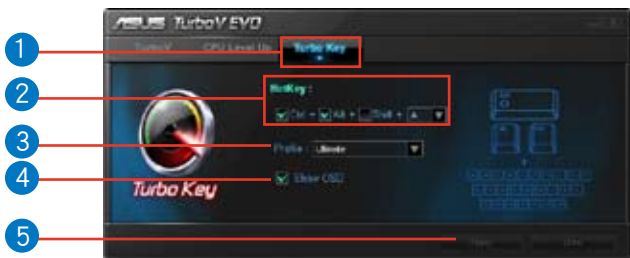 ASUS TurboV EVO
1
TurboV CPU Level Up Turbo Key
2
HotKey :
Ctrl + Alt + Shift + A
3
Profile : Ultimate
4
Show OSD
Turbo Key
5